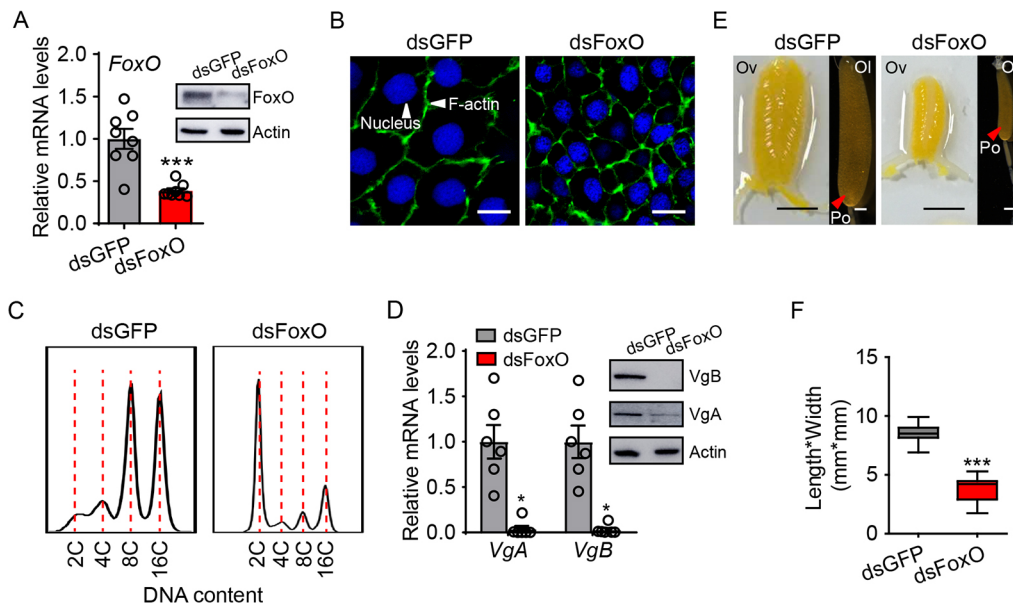 A
Relative mRNA levels
2.0
1.5
1.0
0.5
0.0
FoxO
***
dsGFP
dsFoxO
dsGFP
dsFoxO
FoxO
Actin
B
dsGFP
dsFoxO
Nucleus
F-actin
E
dsGFP
dsFoxO
Ov
Ol
Po
Ov
Ol
Po
C
dsGFP
dsFoxO
2C
4C
8C
16C
2C
4C
8C
16C
DNA content
D
dsGFP
dsFoxO
Relative mRNA levels
2.0
1.5
1.0
0.5
0.0
*
*
VgA
VgB
dsGFP
dsFoxO
VgB
VgA
Actin
F
Length*Width
(mm*mm)
15
10
5
0
***
dsGFP
dsFoxO